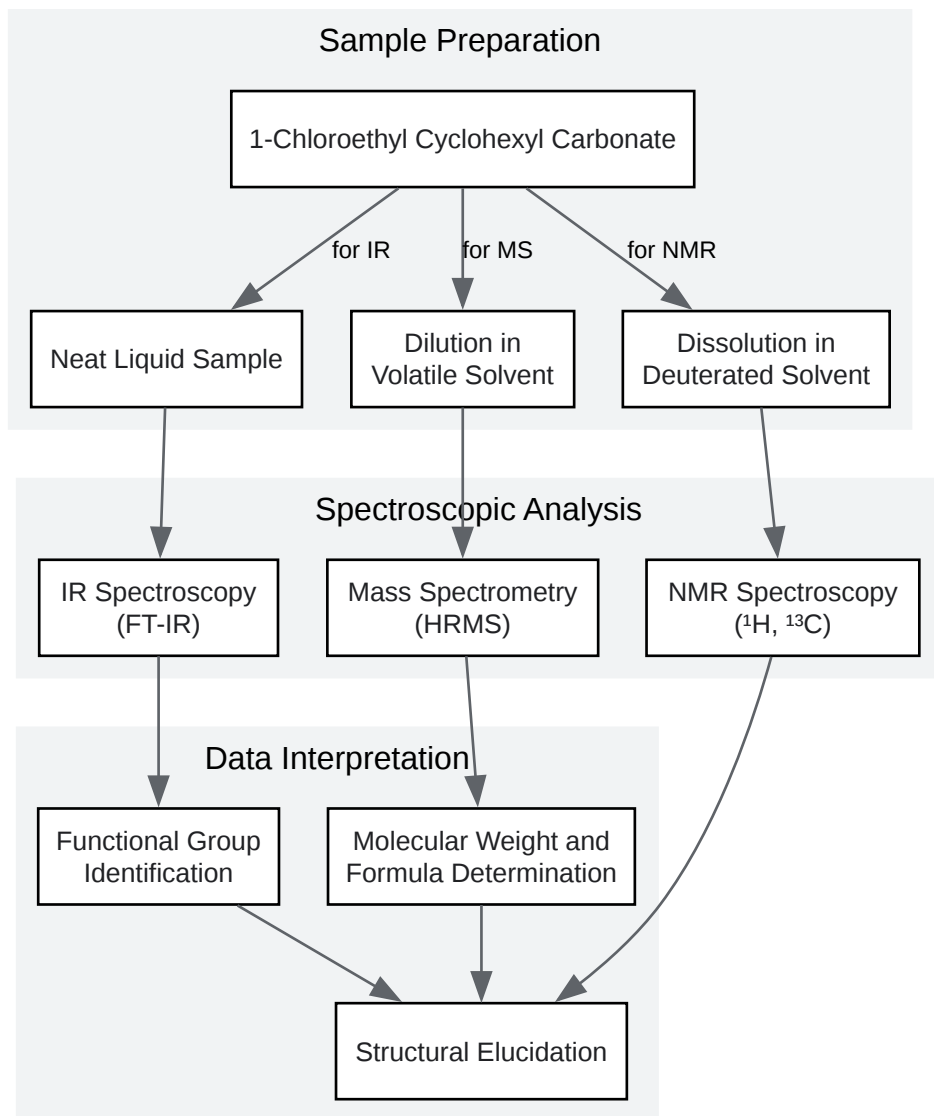 Sample Preparation
1-Chloroethyl Cyclohexyl Carbonate
for IR
for MS
for NMR
Neat Liquid Sample
Dilution in
Volatile Solvent
Dissolution in
Deuterated Solvent
Spectroscopic Analysis
IR Spectroscopy
(FT-IR)
Mass Spectrometry
(HRMS)
NMR Spectroscopy
(¹H, ¹³C)
Data Interpretation
Functional Group
Identification
Molecular Weight and
Formula Determination
Structural Elucidation